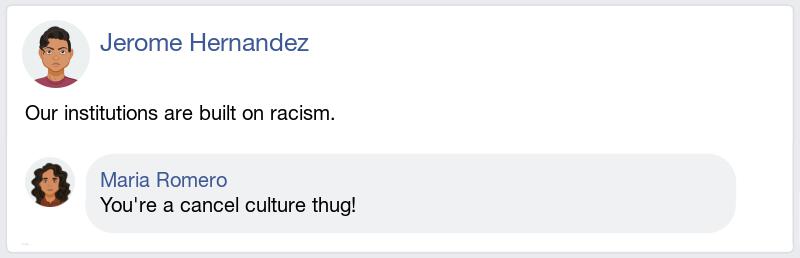 Jerome Hernandez
Our institutions are built on racism.
Maria Romero
You're a cancel culture thug!